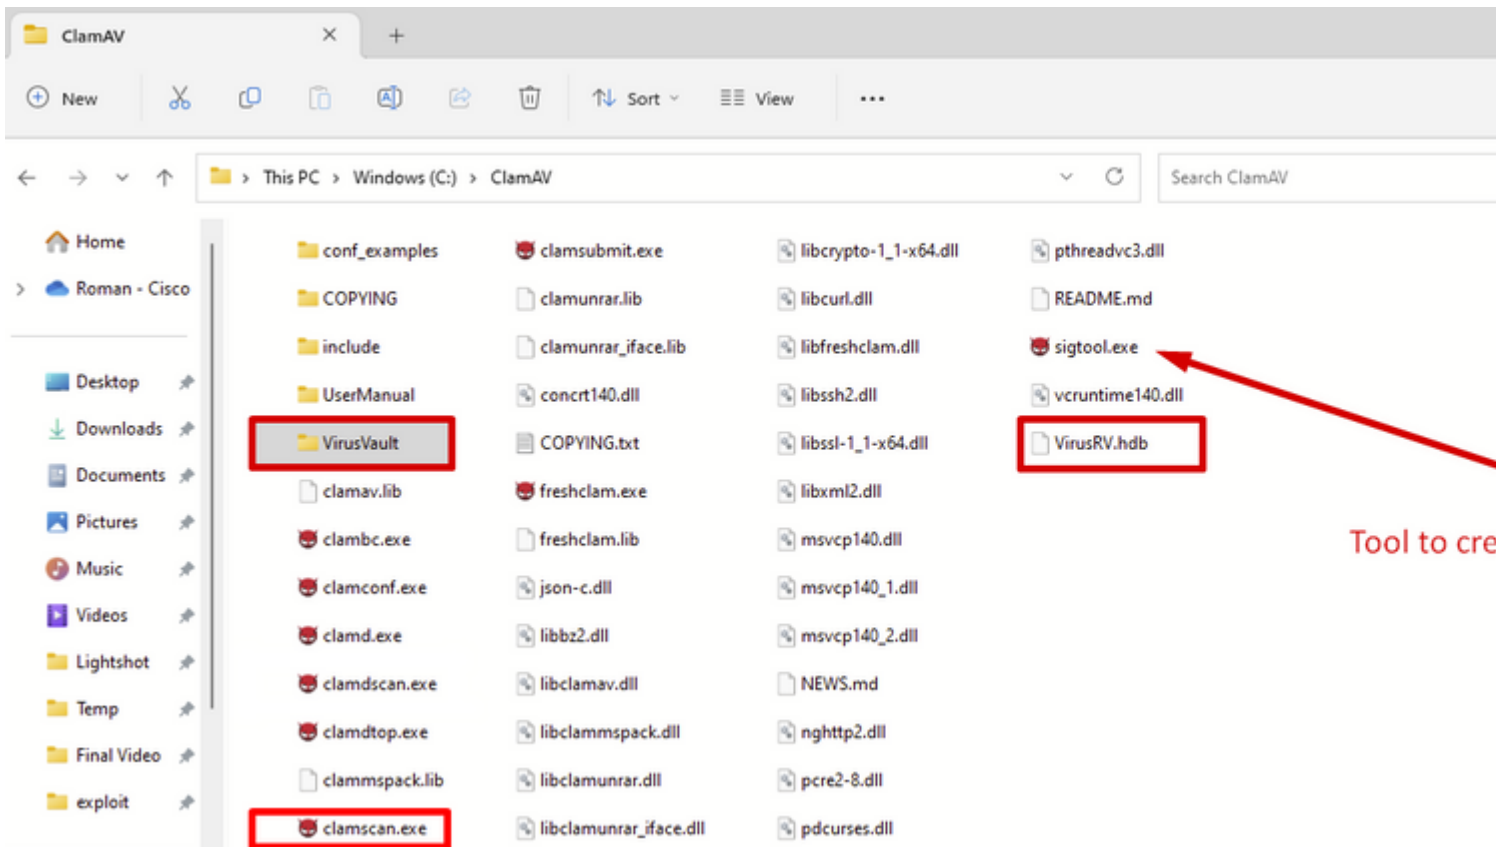 ClamAV
New
Sort
View
This PC > Windows (C:) > ClamAV
Search ClamAV
Home
Roman - Cisco
Desktop
Downloads
Documents
Pictures
Music
Videos
Lightshot
Temp
Final Video
exploit
conf_examples
COPYING
include
UserManual
VirusVault
clamav.lib
clambc.exe
clamconf.exe
clamd.exe
clamdscan.exe
clamdtop.exe
clammspack.lib
clamscan.exe
clamsubmit.exe
clamunrar.lib
clamunrar_iface.lib
concrt140.dll
COPYING.txt
freshclam.exe
freshclam.lib
json-c.dll
libbz2.dll
libclamav.dll
libclammspack.dll
libclamunrar.dll
libclamunrar_iface.dll
libcrypto-1_1-x64.dll
libcurl.dll
libfreshclam.dll
libssh2.dll
libssl-1_1-x64.dll
libxml2.dll
msvcp140.dll
msvcp140_1.dll
msvcp140_2.dll
NEWS.md
nghttp2.dll
pcre2-8.dll
pdcurses.dll
pthreadvc3.dll
README.md
sigtool.exe
vcruntime140.dll
VirusRV.hdb
Tool to cre